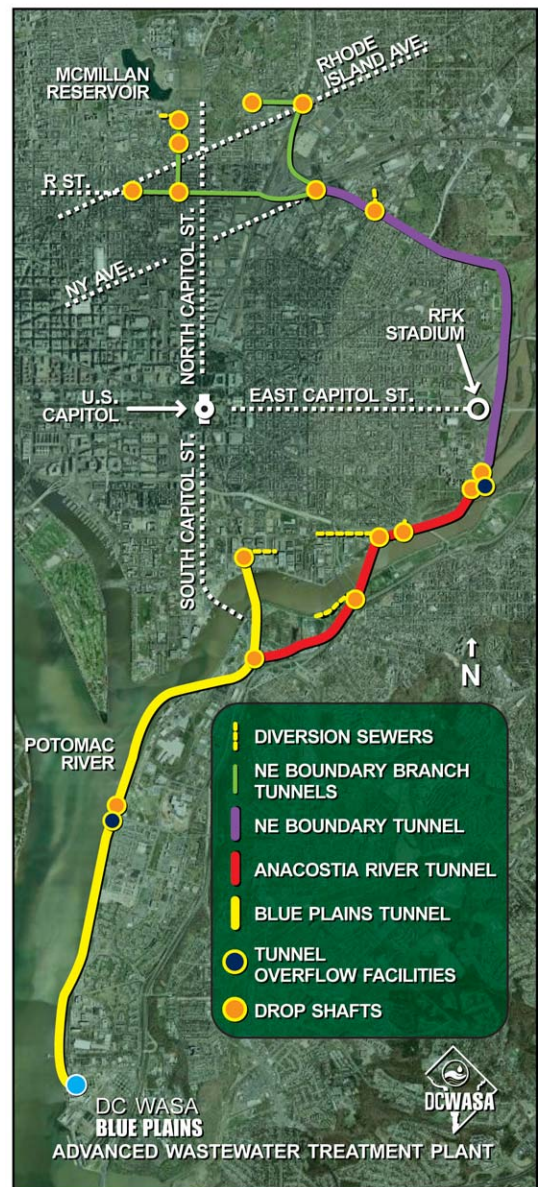 MCMILLAN
RESERVOIR
RHODE
ISLAND AVE.
R ST.
NY AVE.
NORTH CAPITOL ST.
RFK
STADIUM
U.S.
CAPITOL
EAST CAPITOL ST.
SOUTH CAPITOL ST.
N
POTOMAC
RIVER
DIVERSION SEWERS
NE BOUNDARY BRANCH
TUNNELS
NE BOUNDARY TUNNEL
ANACOSTIA RIVER TUNNEL
BLUE PLAINS TUNNEL
TUNNEL
OVERFLOW FACILITIES
DROP SHAFTS
DC WASA
BLUE PLAINS
ADVANCED WASTEWATER TREATMENT PLANT
DCWASA